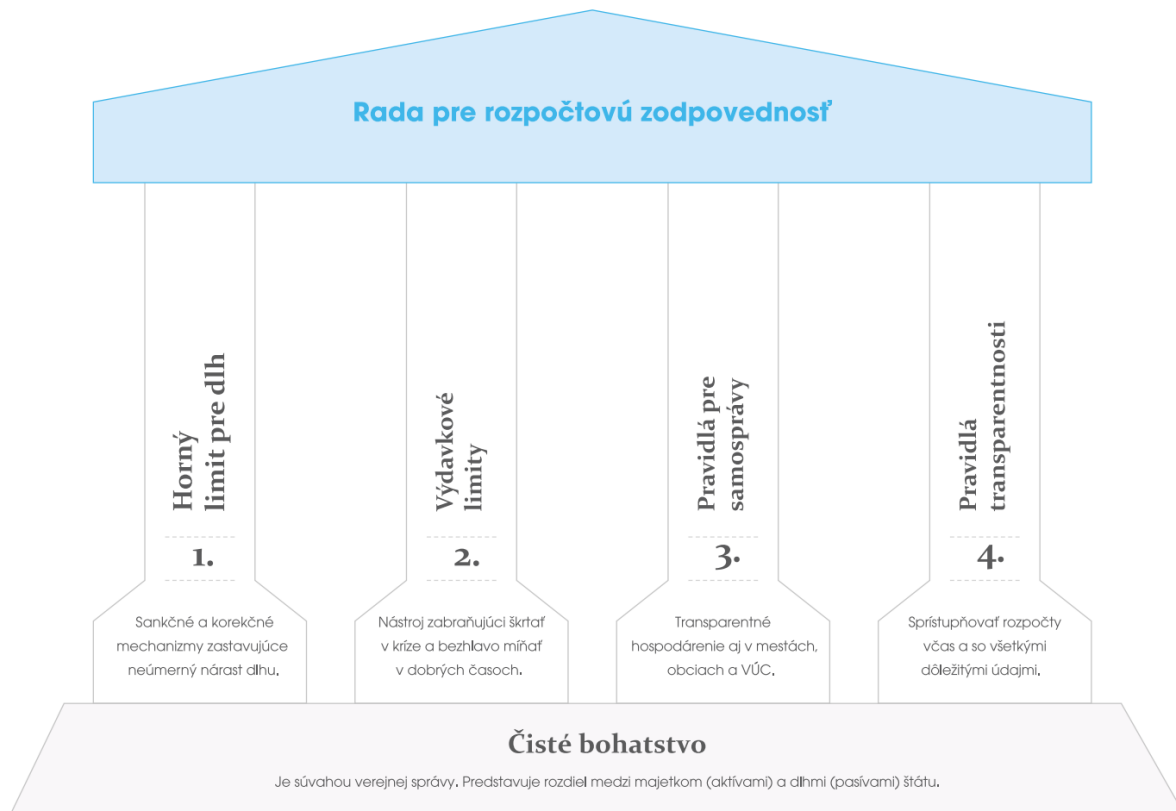 Rada pre rozpočtovú zodpovednosť
Horný
limit pre dlh
1.
Sankčné a korekčné
mechanizmy zastavujúce
neúmerný nárast dlhu.
Výdavkové
limity
2.
Nástroj zabraňujúci škrtať
v kríze a bezhlavo míňať
v dobrých časoch.
Pravidlá pre
samosprávy
3.
Transparentné
hospodárenie aj v mestách,
obciach a VÚC.
Pravidlá
transparentnosti
4.
Sprístupňovať rozpočty
včas a so všetkými
dôležitými údajmi.
Čisté bohatstvo
Je súvahou verejnej správy. Predstavuje rozdiel medzi majetkom (aktívami) a dlhmi (pasívami) štátu.